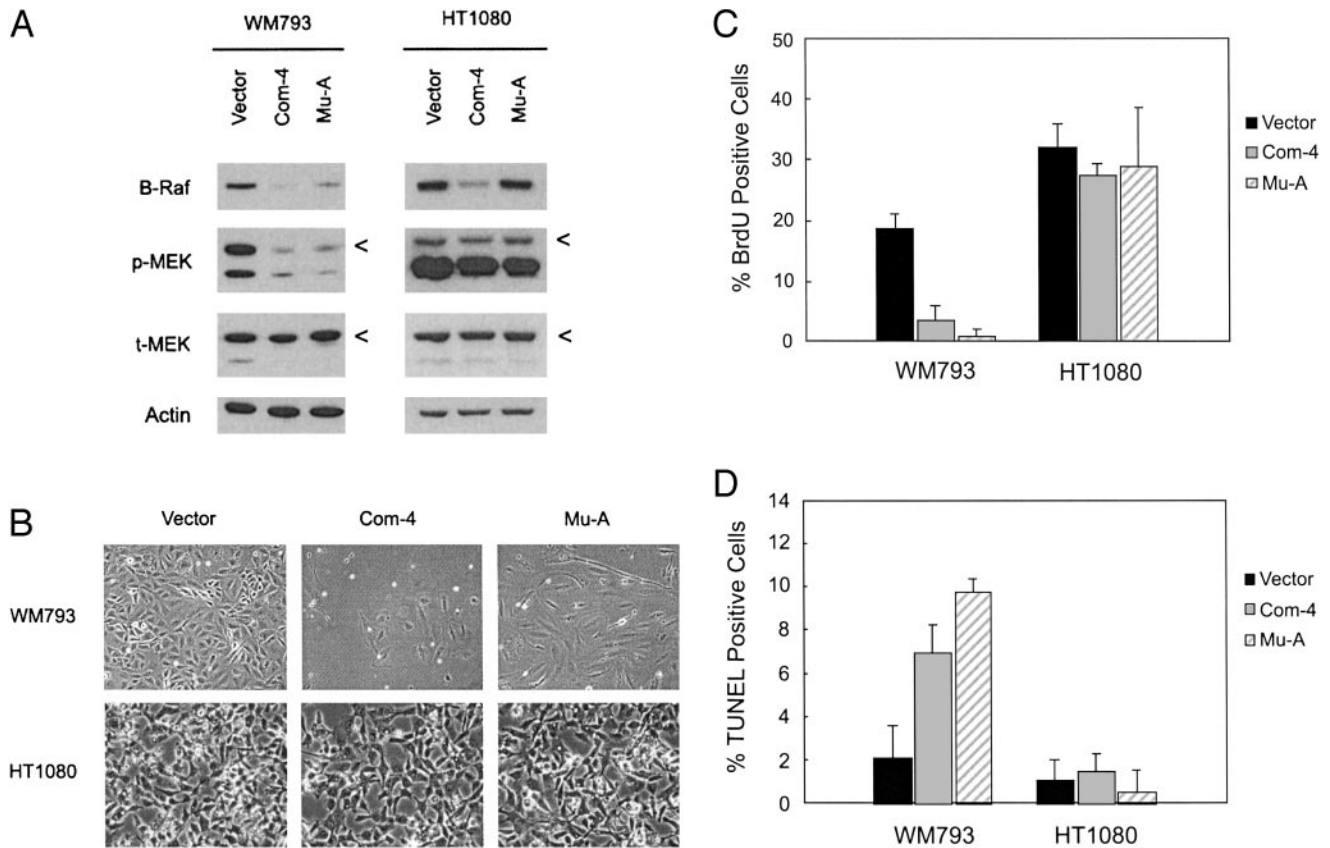 A
WM793
HT1080
Vector
Com-4
Mu-A
Vector
Com-4
Mu-A
B-Raf
p-MEK
<
<
t-MEK
<
<
Actin
B
Vector
Com-4
Mu-A
WM793
HT1080
C
% BrdU Positive Cells
50
40
30
20
10
0
WM793
HT1080
Vector
Com-4
Mu-A
D
% TUNEL Positive Cells
14
12
10
8
6
4
2
0
WM793
HT1080
Vector
Com-4
Mu-A